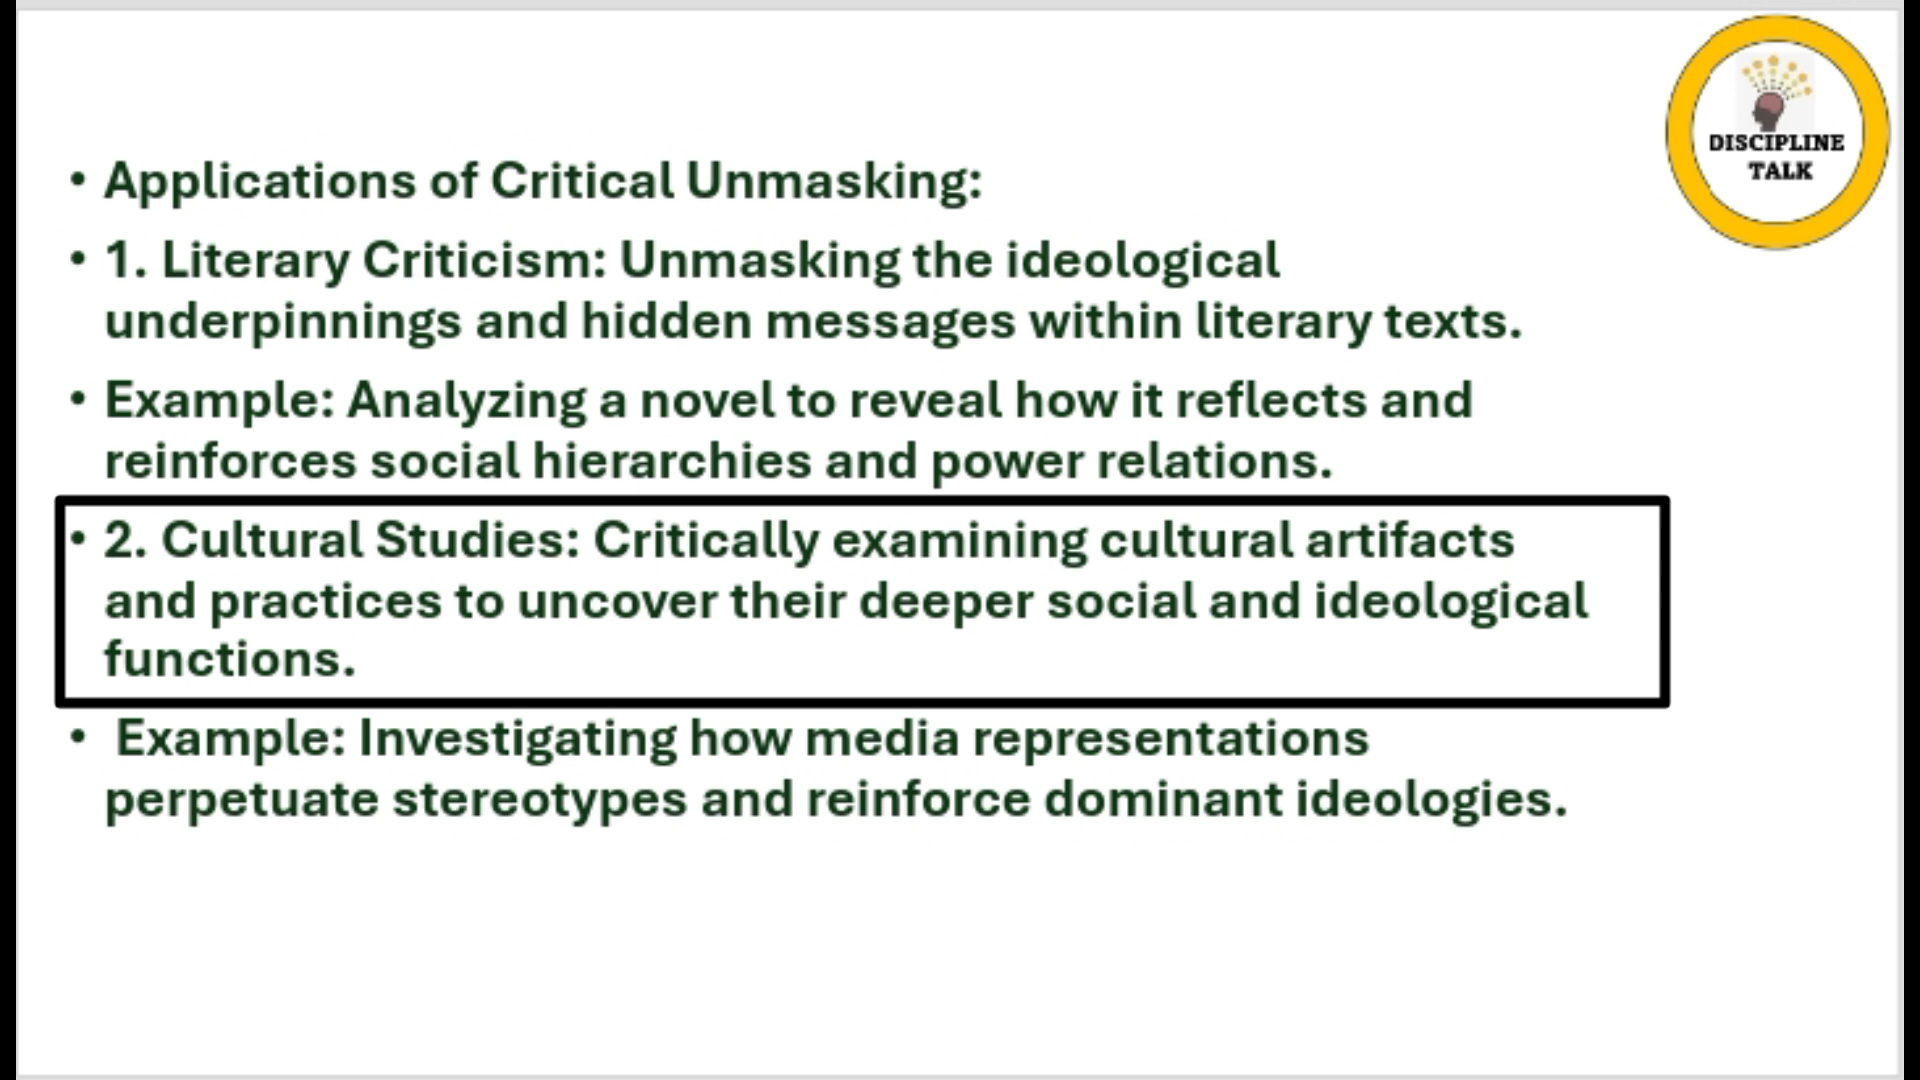 DISCIPLINE
TALK
• Applications of Critical Unmasking:
• 1. Literary Criticism: Unmasking the ideological
underpinnings and hidden messages within literary texts.
• Example: Analyzing a novel to reveal how it reflects and
reinforces social hierarchies and power relations.
• 2. Cultural Studies: Critically examining cultural artifacts
and practices to uncover their deeper social and ideological
functions.
• Example: Investigating how media representations
perpetuate stereotypes and reinforce dominant ideologies.